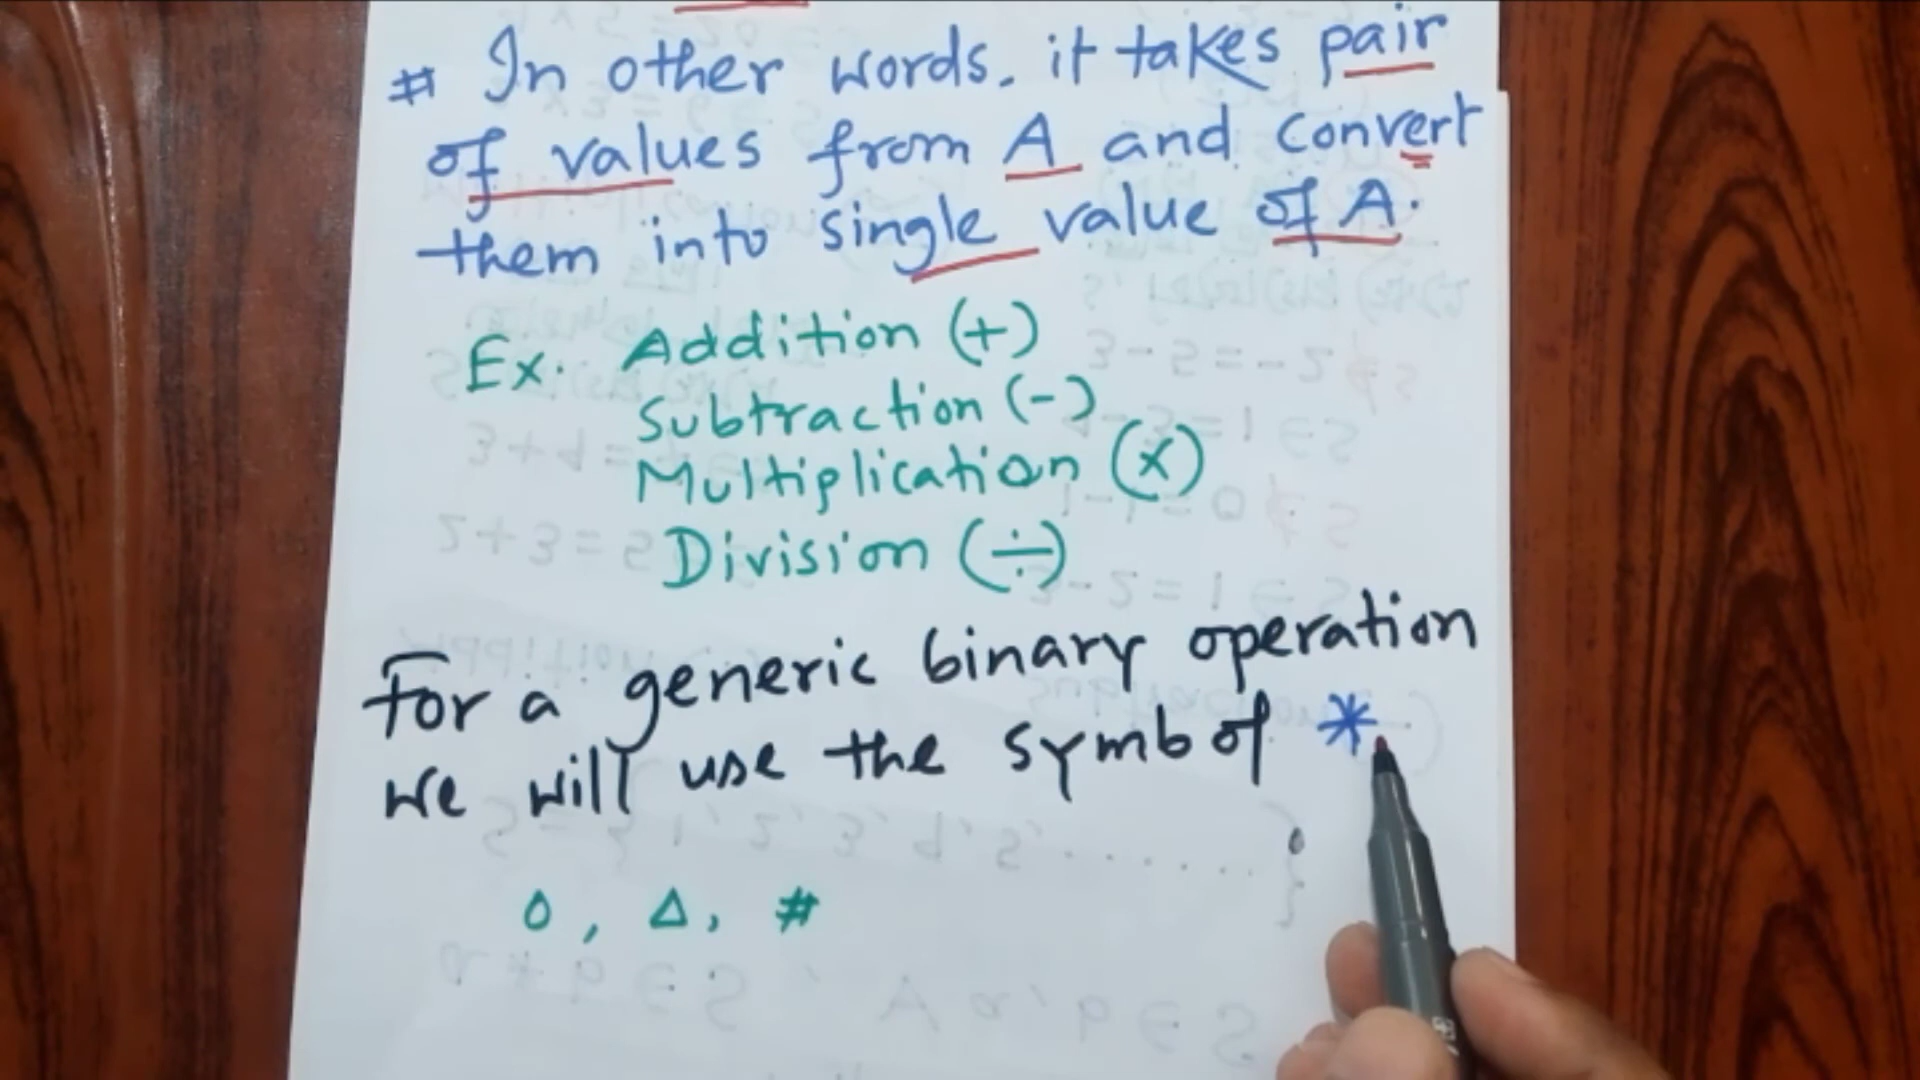 # In other words. it takes pair
of values from A and convert
them into single value of A.
Ex. Addition (+)
Subtraction (-)
Multiplication (x)
Division (÷)
For a generic binary operation
we will use the symbol *
o, Δ, #